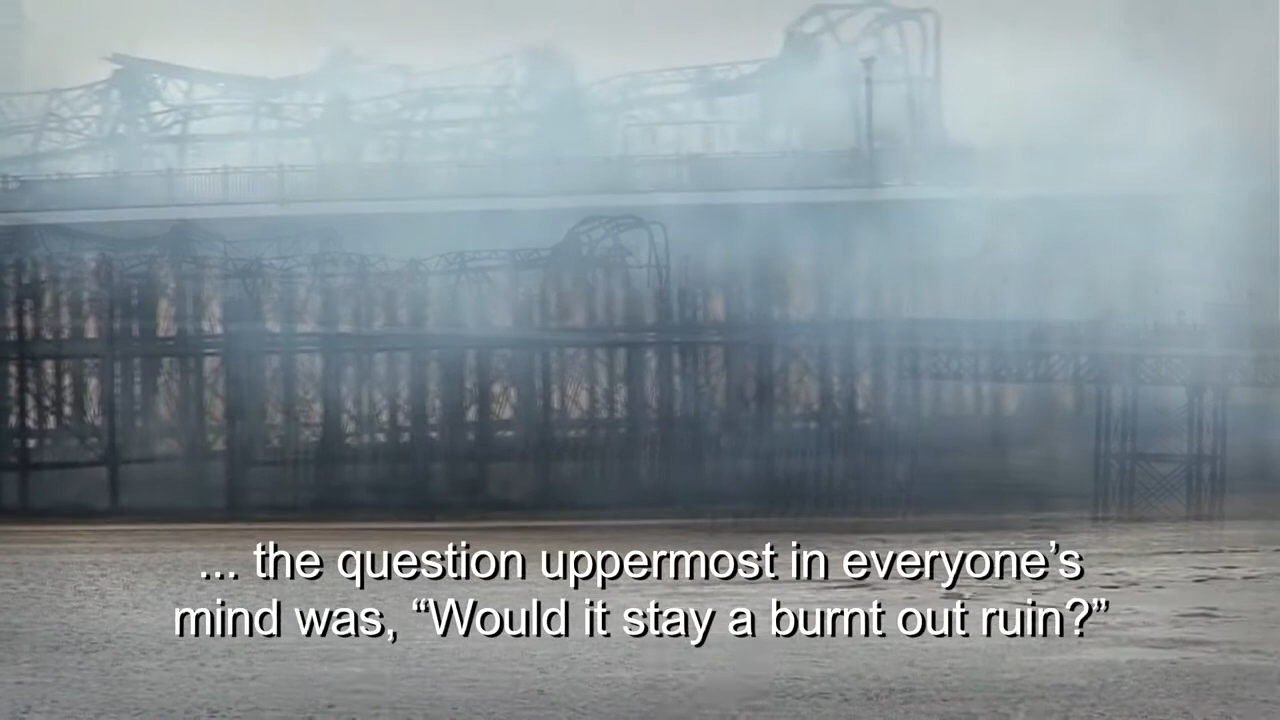 ... the question uppermost in everyone’s
mind was, “Would it stay a burnt out ruin?”